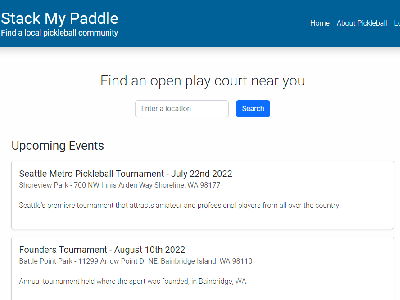 Stack My Paddle
Find a local pickleball community
Home About Pickleball
Find an open play court near you
Enter a location Search
Upcoming Events
Seattle Metro Pickleball Tournament - July 22nd 2022
Shoreview Park - 700 NW Innis Arden Way Shoreline, WA 98177
Seattle's premiere tournament that attracts amateur and professional players from all over the country
Founders Tournament - August 10th 2022
Battle Point Park - 11299 Arrow Point Dr NE, Bainbridge Island, WA 98110
Annual tournament held where the sport was founded, in Bainbridge, WA